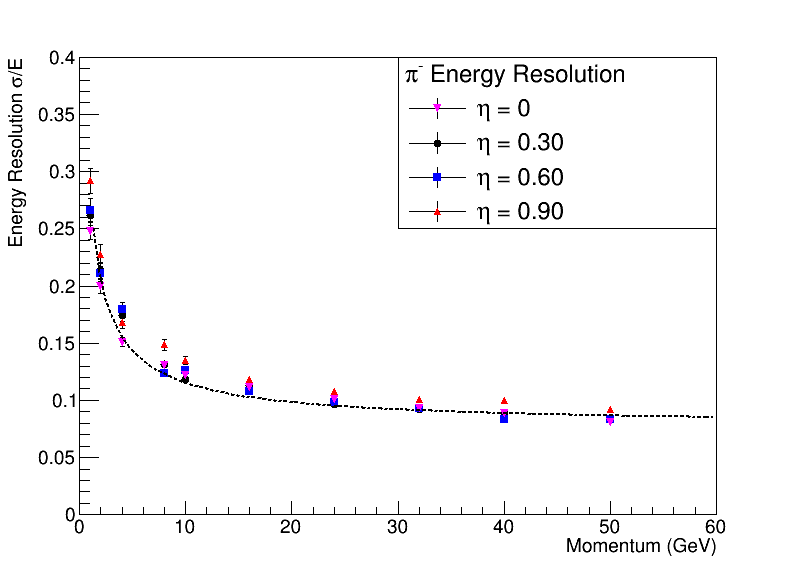 0.4
0.35
0.3
0.25
0.2
0.15
0.1
0.05
0
Energy Resolution σ/E
π⁻ Energy Resolution
η = 0
η = 0.30
η = 0.60
η = 0.90
0 10 20 30 40 50 60
Momentum (GeV)